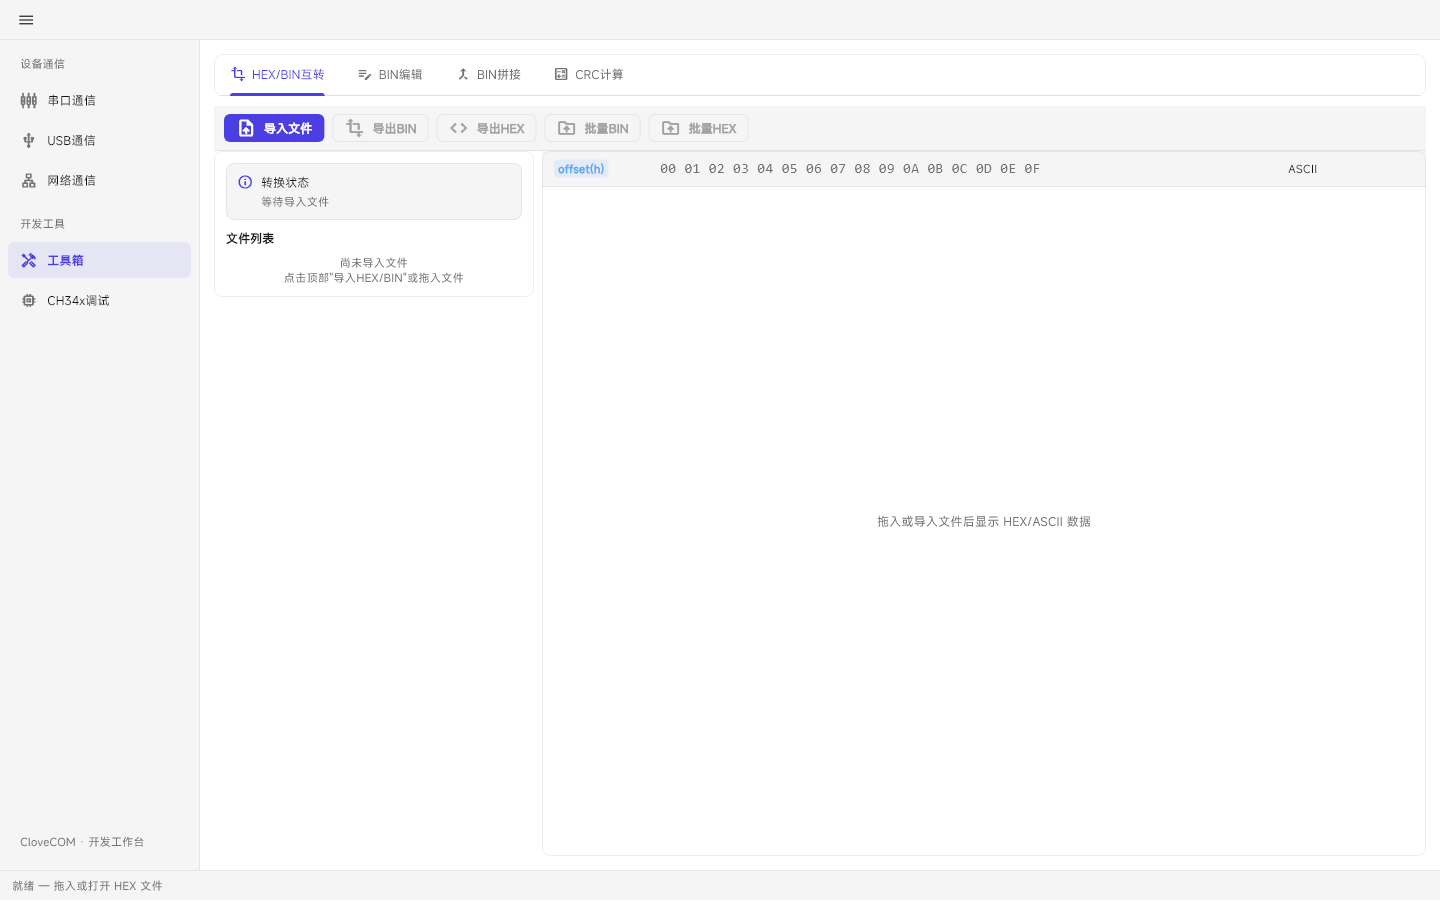 设备通信
串口通信
USB通信
网络通信
开发工具
工具箱
CH34x调试
CloveCOM · 开发工作台
HEX/BIN互转 BIN编辑 BIN拼接 CRC计算
导入文件 导出BIN 导出HEX 批量BIN 批量HEX
转换状态
等待导入文件
文件列表
尚未导入文件
点击顶部"导入HEX/BIN"或拖入文件
offset(h) 00 01 02 03 04 05 06 07 08 09 0A 0B 0C 0D 0E 0F ASCII
拖入或导入文件后显示 HEX/ASCII 数据
就绪 — 拖入或打开 HEX 文件